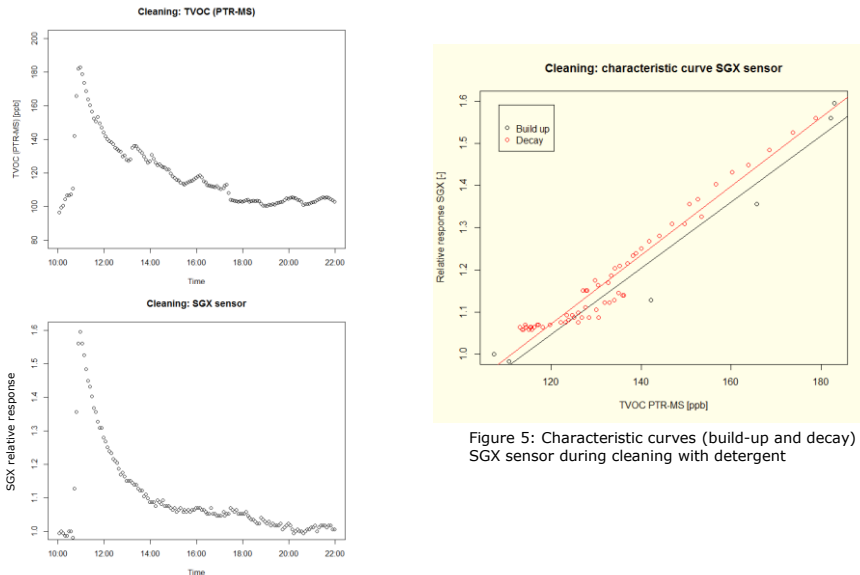 Cleaning: TVOC (PTR-MS)
TVOC (PTR-MS) [ppb]
200
180
160
140
120
100
80
10:00 12:00 14:00 16:00 18:00 20:00 22:00
Time
Cleaning: SGX sensor
SGX relative response
1.6
1.5
1.4
1.3
1.2
1.1
1.0
10:00 12:00 14:00 16:00 18:00 20:00 22:00
Time
Cleaning: characteristic curve SGX sensor
Relative response SGX [-]
1.6
1.5
1.4
1.3
1.2
1.1
1.0
Build up
Decay
120 140 160 180
TVOC PTR-MS [ppb]
Figure 5: Characteristic curves (build-up and decay)
SGX sensor during cleaning with detergent